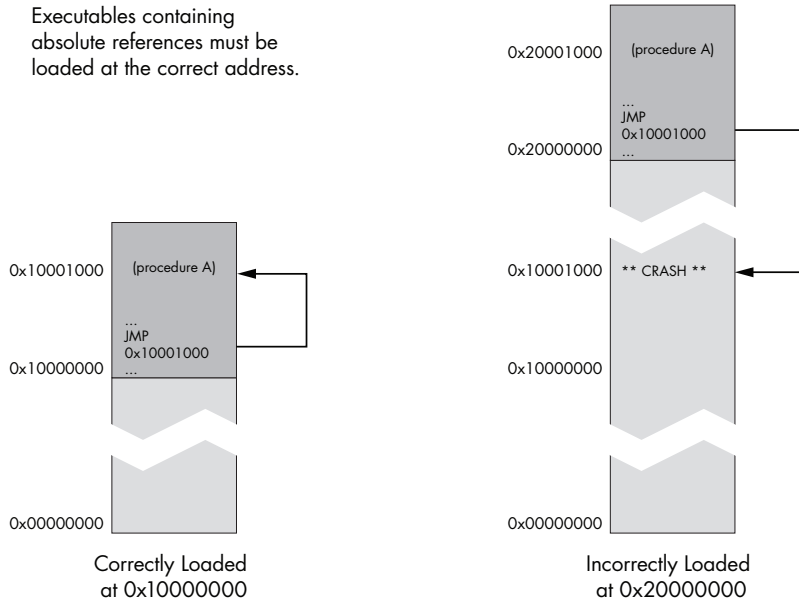 Executables containing
absolute references must be
loaded at the correct address.
0x10001000
(procedure A)
...
JMP
0x10001000
...
0x10000000
0x00000000
Correctly Loaded
at 0x10000000
0x20001000
(procedure A)
...
JMP
0x10001000
...
0x20000000
0x10001000
** CRASH **
0x10000000
0x00000000
Incorrectly Loaded
at 0x20000000